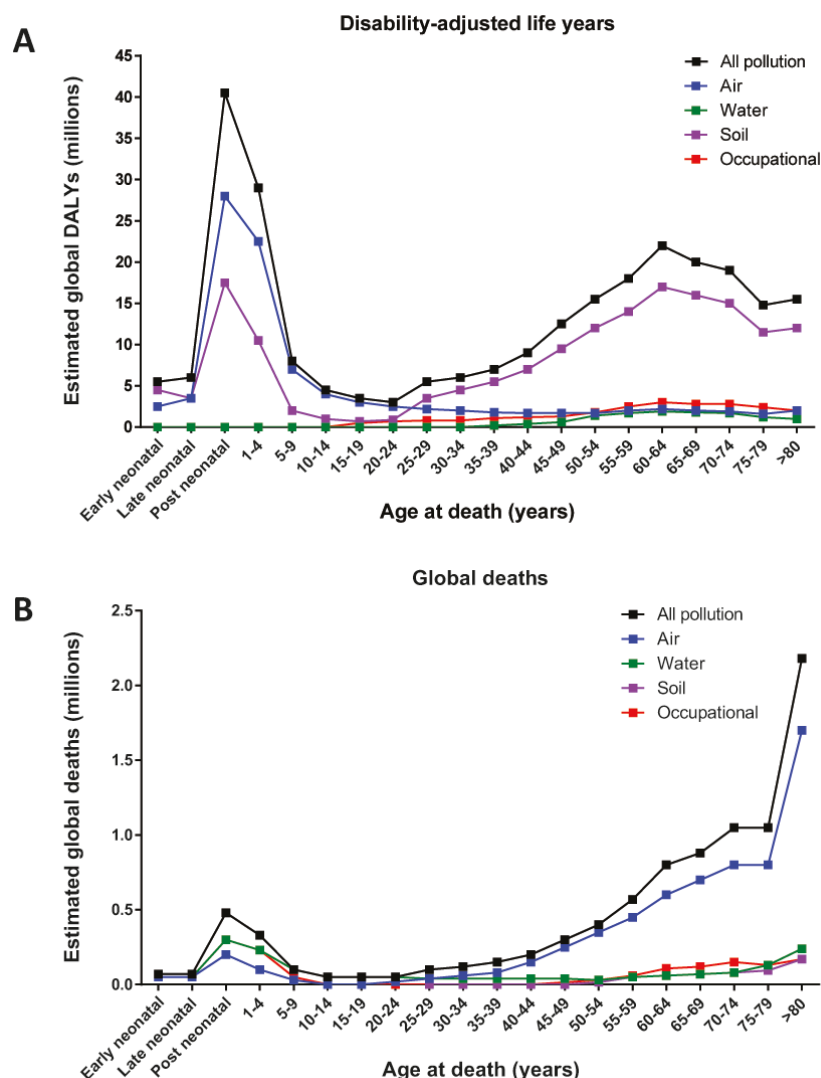 A
Disability-adjusted life years
Estimated global DALYs (millions)
45
40
35
30
25
20
15
10
5
0
All pollution
Air
Water
Soil
Occupational
Early neonatal
Late neonatal
Post neonatal
1-4
5-9
10-14
15-19
20-24
25-29
30-34
35-39
40-44
45-49
50-54
55-59
60-64
65-69
70-74
75-79
>80
Age at death (years)
B
Global deaths
Estimated global deaths (millions)
2.5
2.0
1.5
1.0
0.5
0.0
All pollution
Air
Water
Soil
Occupational
Early neonatal
Late neonatal
Post neonatal
1-4
5-9
10-14
15-19
20-24
25-29
30-34
35-39
40-44
45-49
50-54
55-59
60-64
65-69
70-74
75-79
>80
Age at death (years)